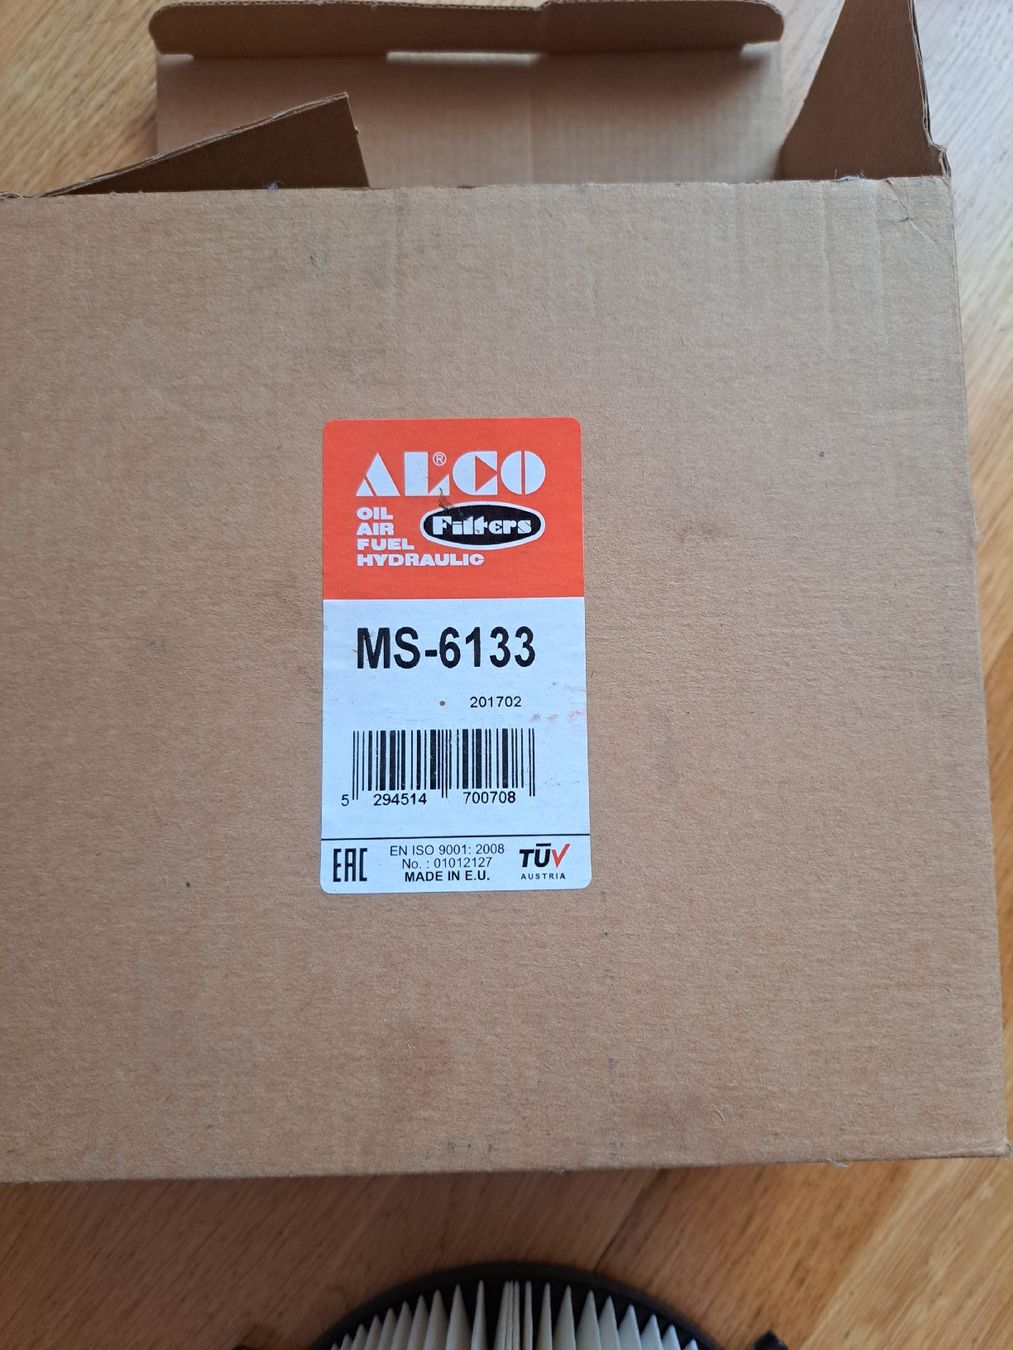 ALCO®
OIL
AIR
FUEL
HYDRAULIC
Filters
MS-6133
201702
5 294514 700708
EAC
EN ISO 9001: 2008
No. : 01012127
MADE IN E.U.
TÜV
AUSTRIA